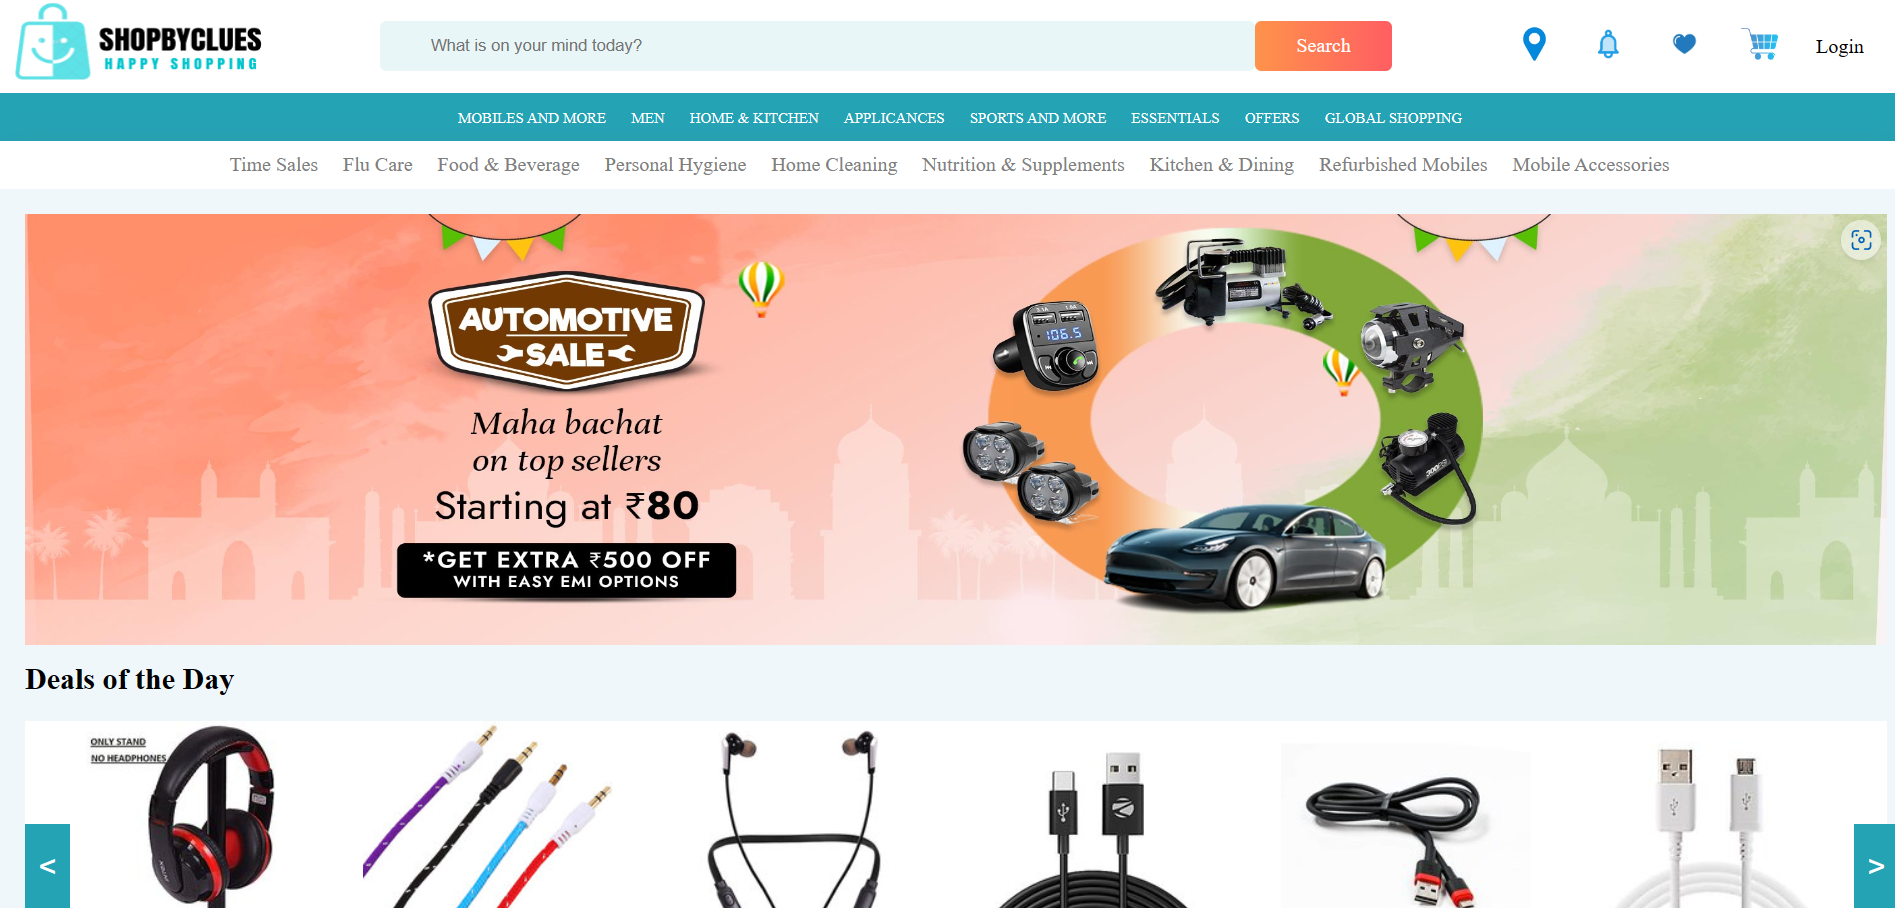 SHOPBYCLUES
HAPPY SHOPPING
What is on your mind today?
Search
Login
MOBILES AND MORE MEN HOME & KITCHEN APPLICANCES SPORTS AND MORE ESSENTIALS OFFERS GLOBAL SHOPPING
Time Sales Flu Care Food & Beverage Personal Hygiene Home Cleaning Nutrition & Supplements Kitchen & Dining Refurbished Mobiles Mobile Accessories
AUTOMOTIVE
SALE
Maha bachat
on top sellers
Starting at ₹80
*GET EXTRA ₹500 OFF
WITH EASY EMI OPTIONS
106.5
Deals of the Day
ONLY STAND
NO HEADPHONES
<
>